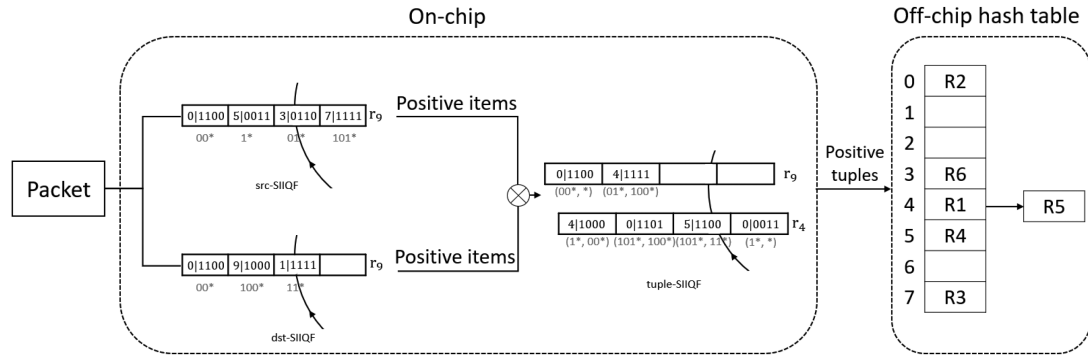 On-chip
Off-chip hash table
Packet
0|1100 5|0011 3|0110 7|1111 r₉
00* 1* 01* 101*
src-SIIQF
Positive items
0|1100 9|1000 1|1111 r₉
00* 100* 11*
dst-SIIQF
Positive items
0|1100 4|1111 r₉
(00*, *) (01*, 100*)
4|1000 0|1101 5|1100 0|0011 r₄
(1*, 00*) (101*, 100*) (101*, 11*) (1*, *)
tuple-SIIQF
Positive
tuples
0 R2
1
2
3 R6
4 R1 R5
5 R4
6
7 R3